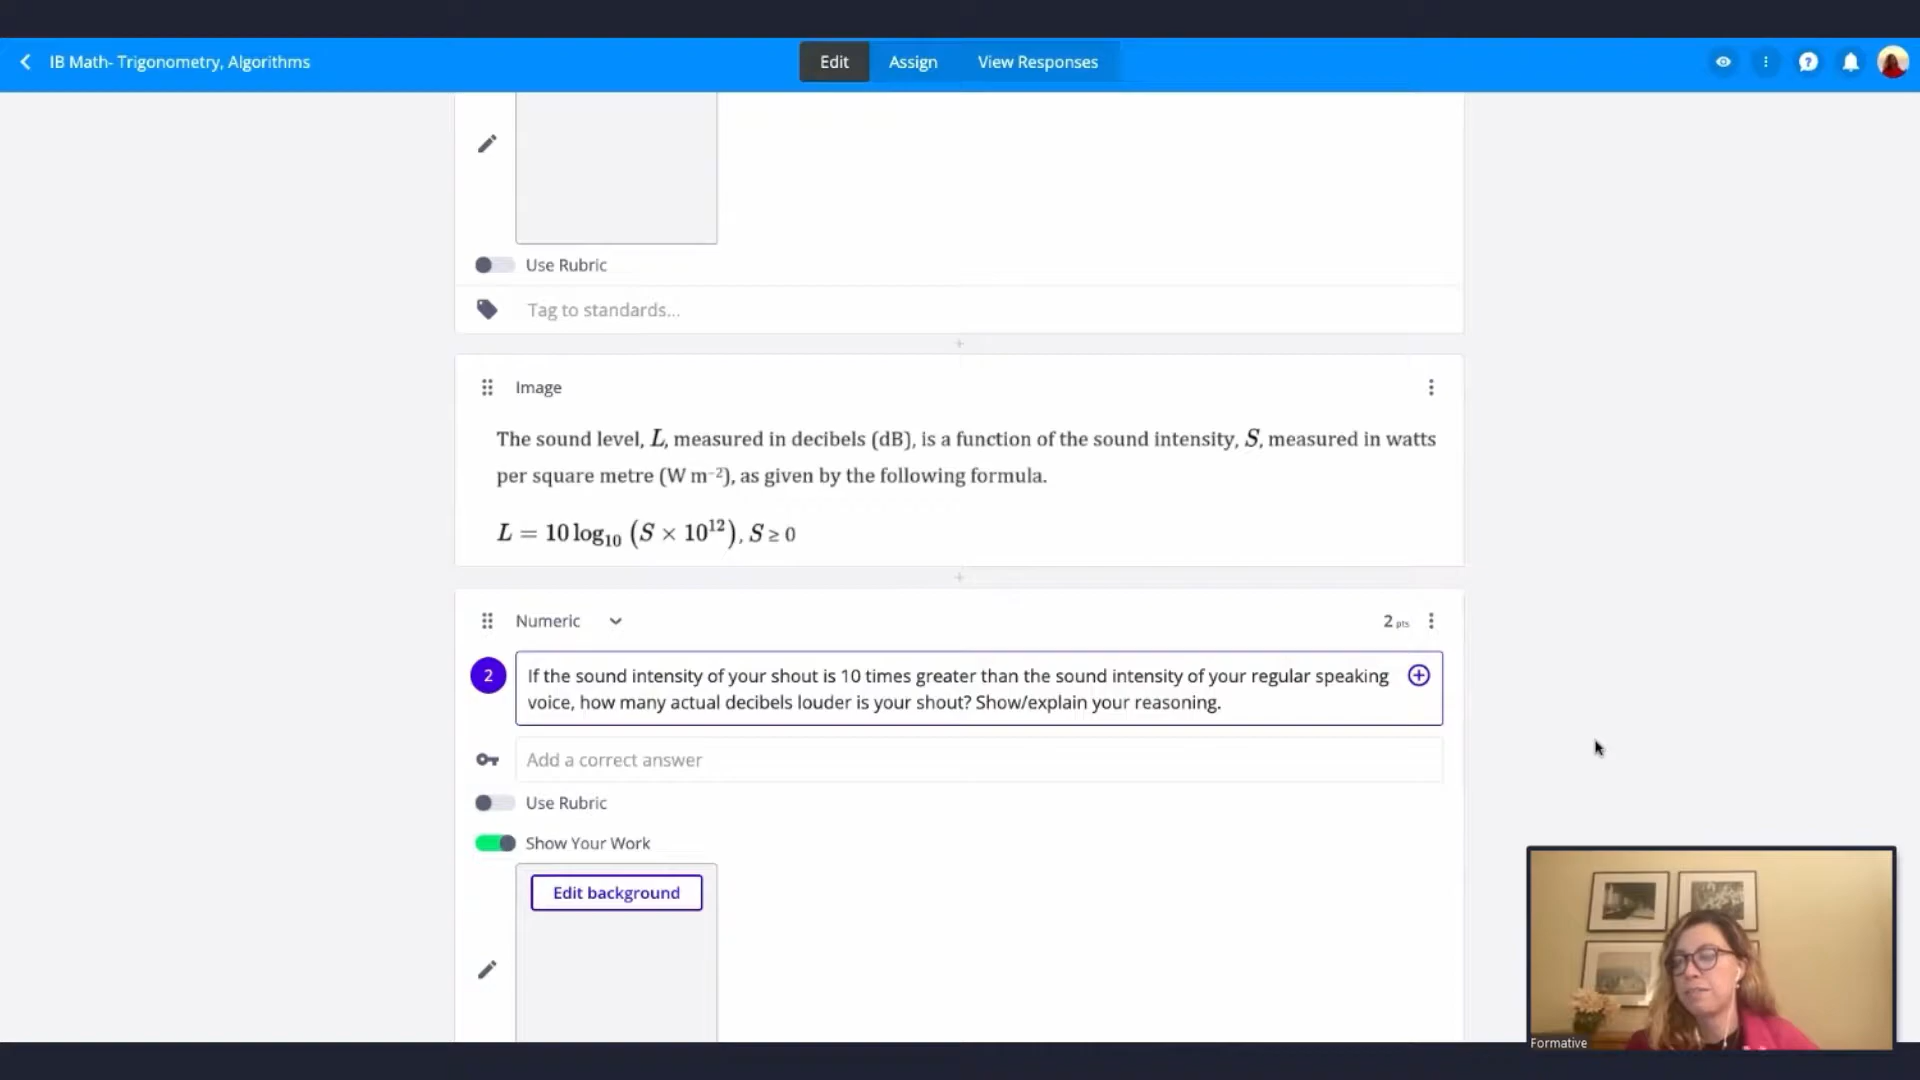 IB Math- Trigonometry, Algorithms
Edit
Assign
View Responses
Use Rubric
Tag to standards...
Image
The sound level, L, measured in decibels (dB), is a function of the sound intensity, S, measured in watts
per square metre (W m⁻²), as given by the following formula.
L = 10 log₁₀ (S × 10¹²), S ≥ 0
Numeric
2 pts
2
If the sound intensity of your shout is 10 times greater than the sound intensity of your regular speaking
voice, how many actual decibels louder is your shout? Show/explain your reasoning.
Add a correct answer
Use Rubric
Show Your Work
Edit background
Formative